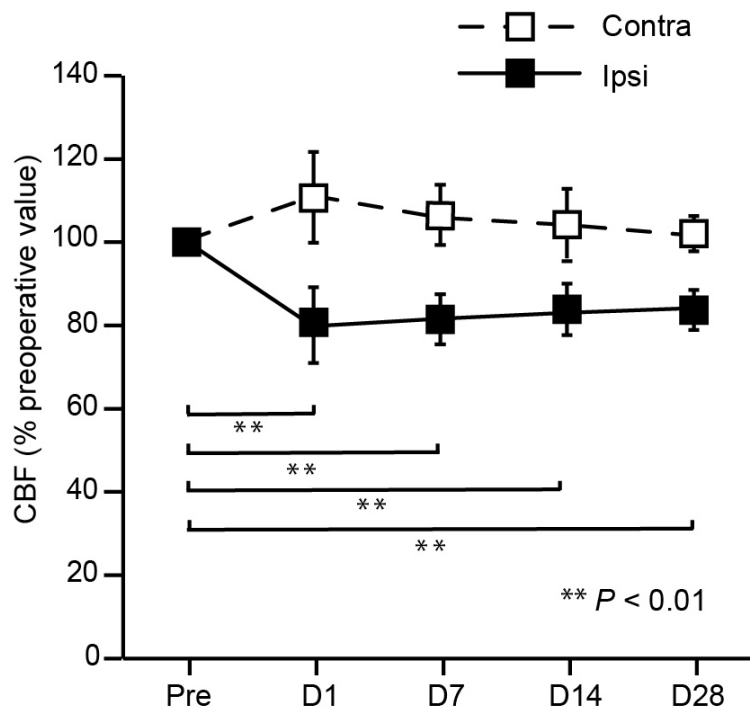 Contra
Ipsi
CBF (% preoperative value)
140
120
100
80
60
40
20
0
**
**
**
**
** P < 0.01
Pre D1 D7 D14 D28